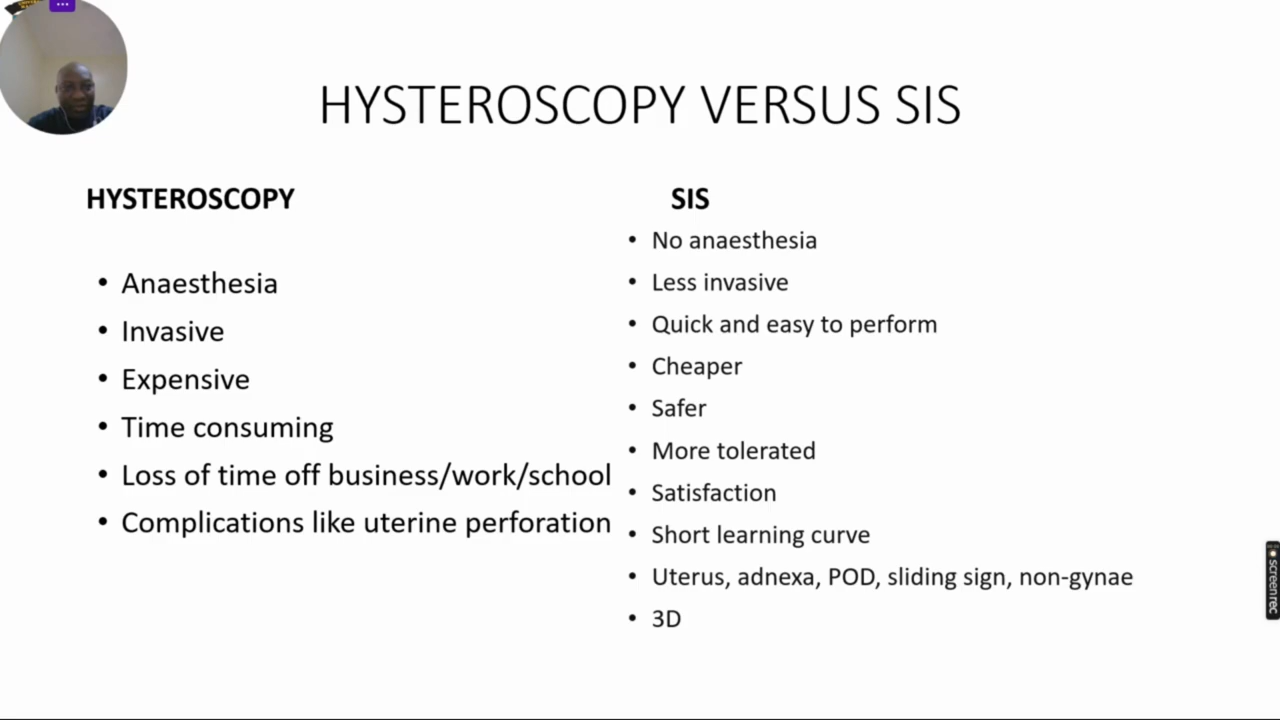 HYSTEROSCOPY VERSUS SIS
HYSTEROSCOPY
• Anaesthesia
• Invasive
• Expensive
• Time consuming
• Loss of time off business/work/school
• Complications like uterine perforation
SIS
• No anaesthesia
• Less invasive
• Quick and easy to perform
• Cheaper
• Safer
• More tolerated
• Satisfaction
• Short learning curve
• Uterus, adnexa, POD, sliding sign, non-gynae
• 3D
screenrec